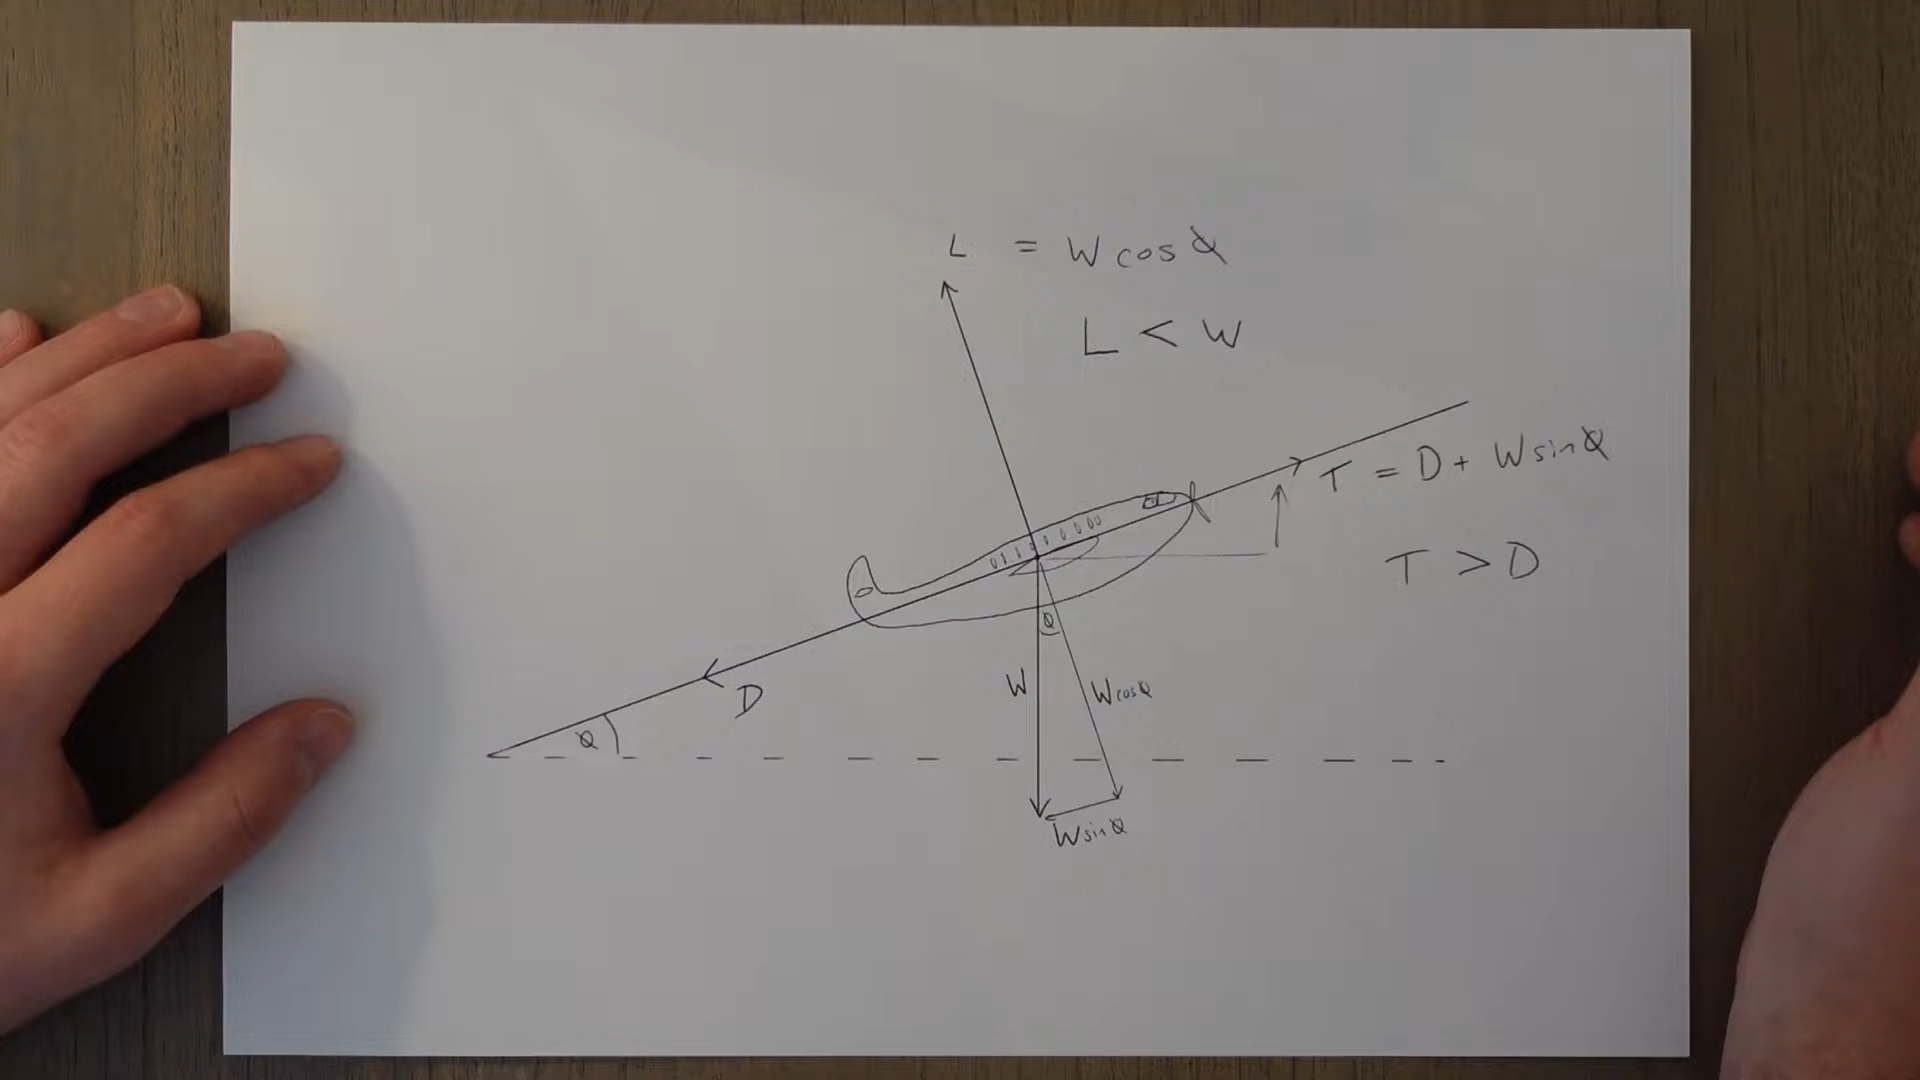 L = W cos θ
L < W
T = D + W sin θ
T > D
θ
W
W cos θ
D
θ
W sin θ